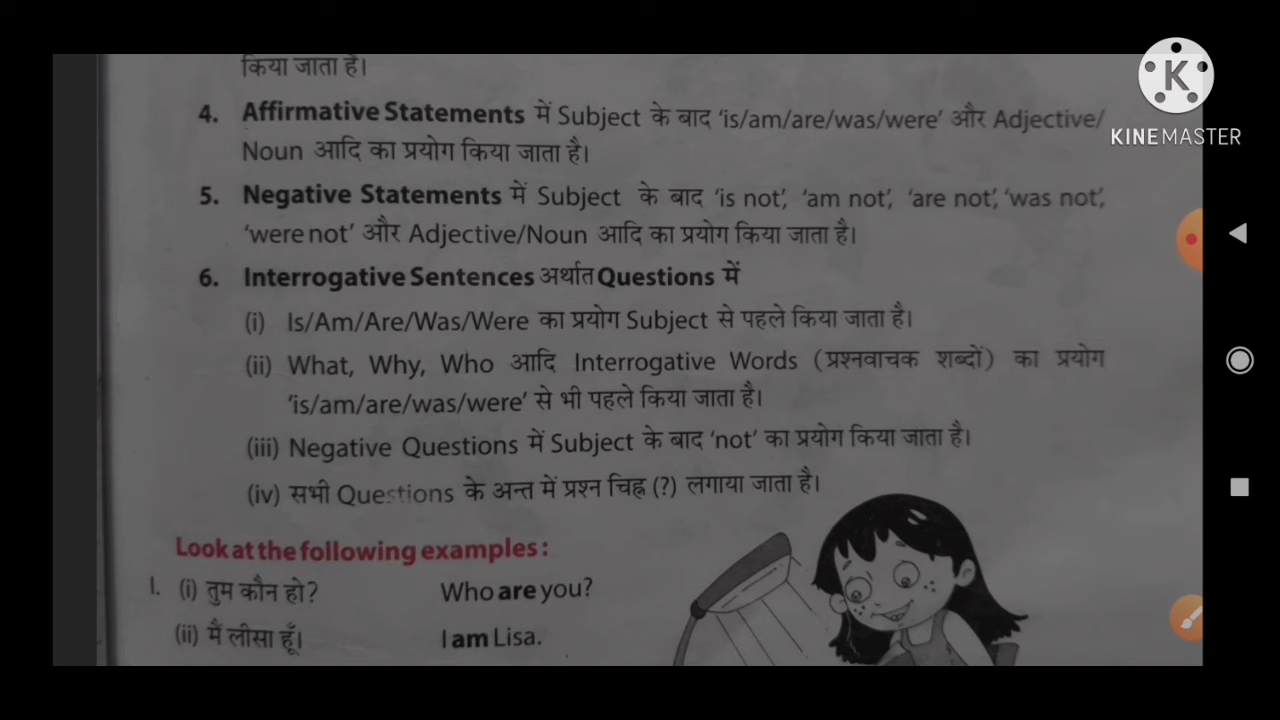 किया जाता है।
4. Affirmative Statements में Subject के बाद 'is/am/are/was/were' और Adjective/
Noun आदि का प्रयोग किया जाता है।
5. Negative Statements में Subject के बाद 'is not', 'am not', 'are not', 'was not',
'were not' और Adjective/Noun आदि का प्रयोग किया जाता है।
6. Interrogative Sentences अर्थात Questions में
(i) Is/Am/Are/Was/Were का प्रयोग Subject से पहले किया जाता है।
(ii) What, Why, Who आदि Interrogative Words (प्रश्नवाचक शब्दों) का प्रयोग
'is/am/are/was/were' से भी पहले किया जाता है।
(iii) Negative Questions में Subject के बाद 'not' का प्रयोग किया जाता है।
(iv) सभी Questions के अन्त में प्रश्न चिह्न (?) लगाया जाता है।
Look at the following examples:
1. (i) तुम कौन हो? Who are you?
(ii) मैं लीसा हूँ। I am Lisa.
K
KINEMASTER